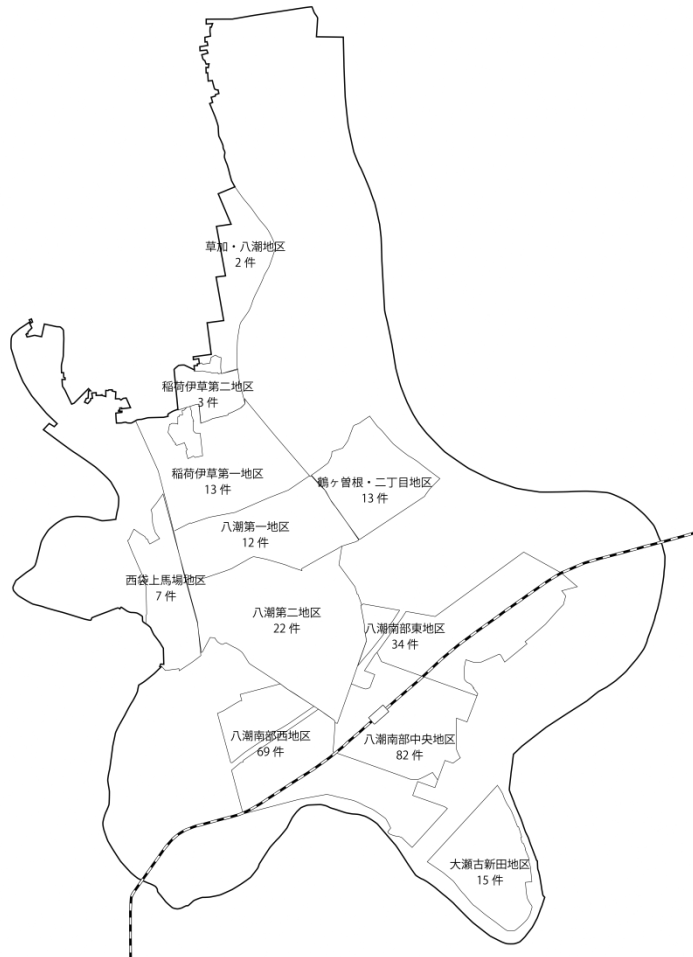 草加・八潮地区
2 件
稲荷伊草第二地区
3 件
稲荷伊草第一地区
13 件
鶴ヶ曽根・二丁目地区
13 件
八潮第一地区
12 件
西袋上馬場地区
7 件
八潮第二地区
22 件
八潮南部東地区
34 件
八潮南部西地区
69 件
八潮南部中央地区
82 件
大瀬古新田地区
15 件